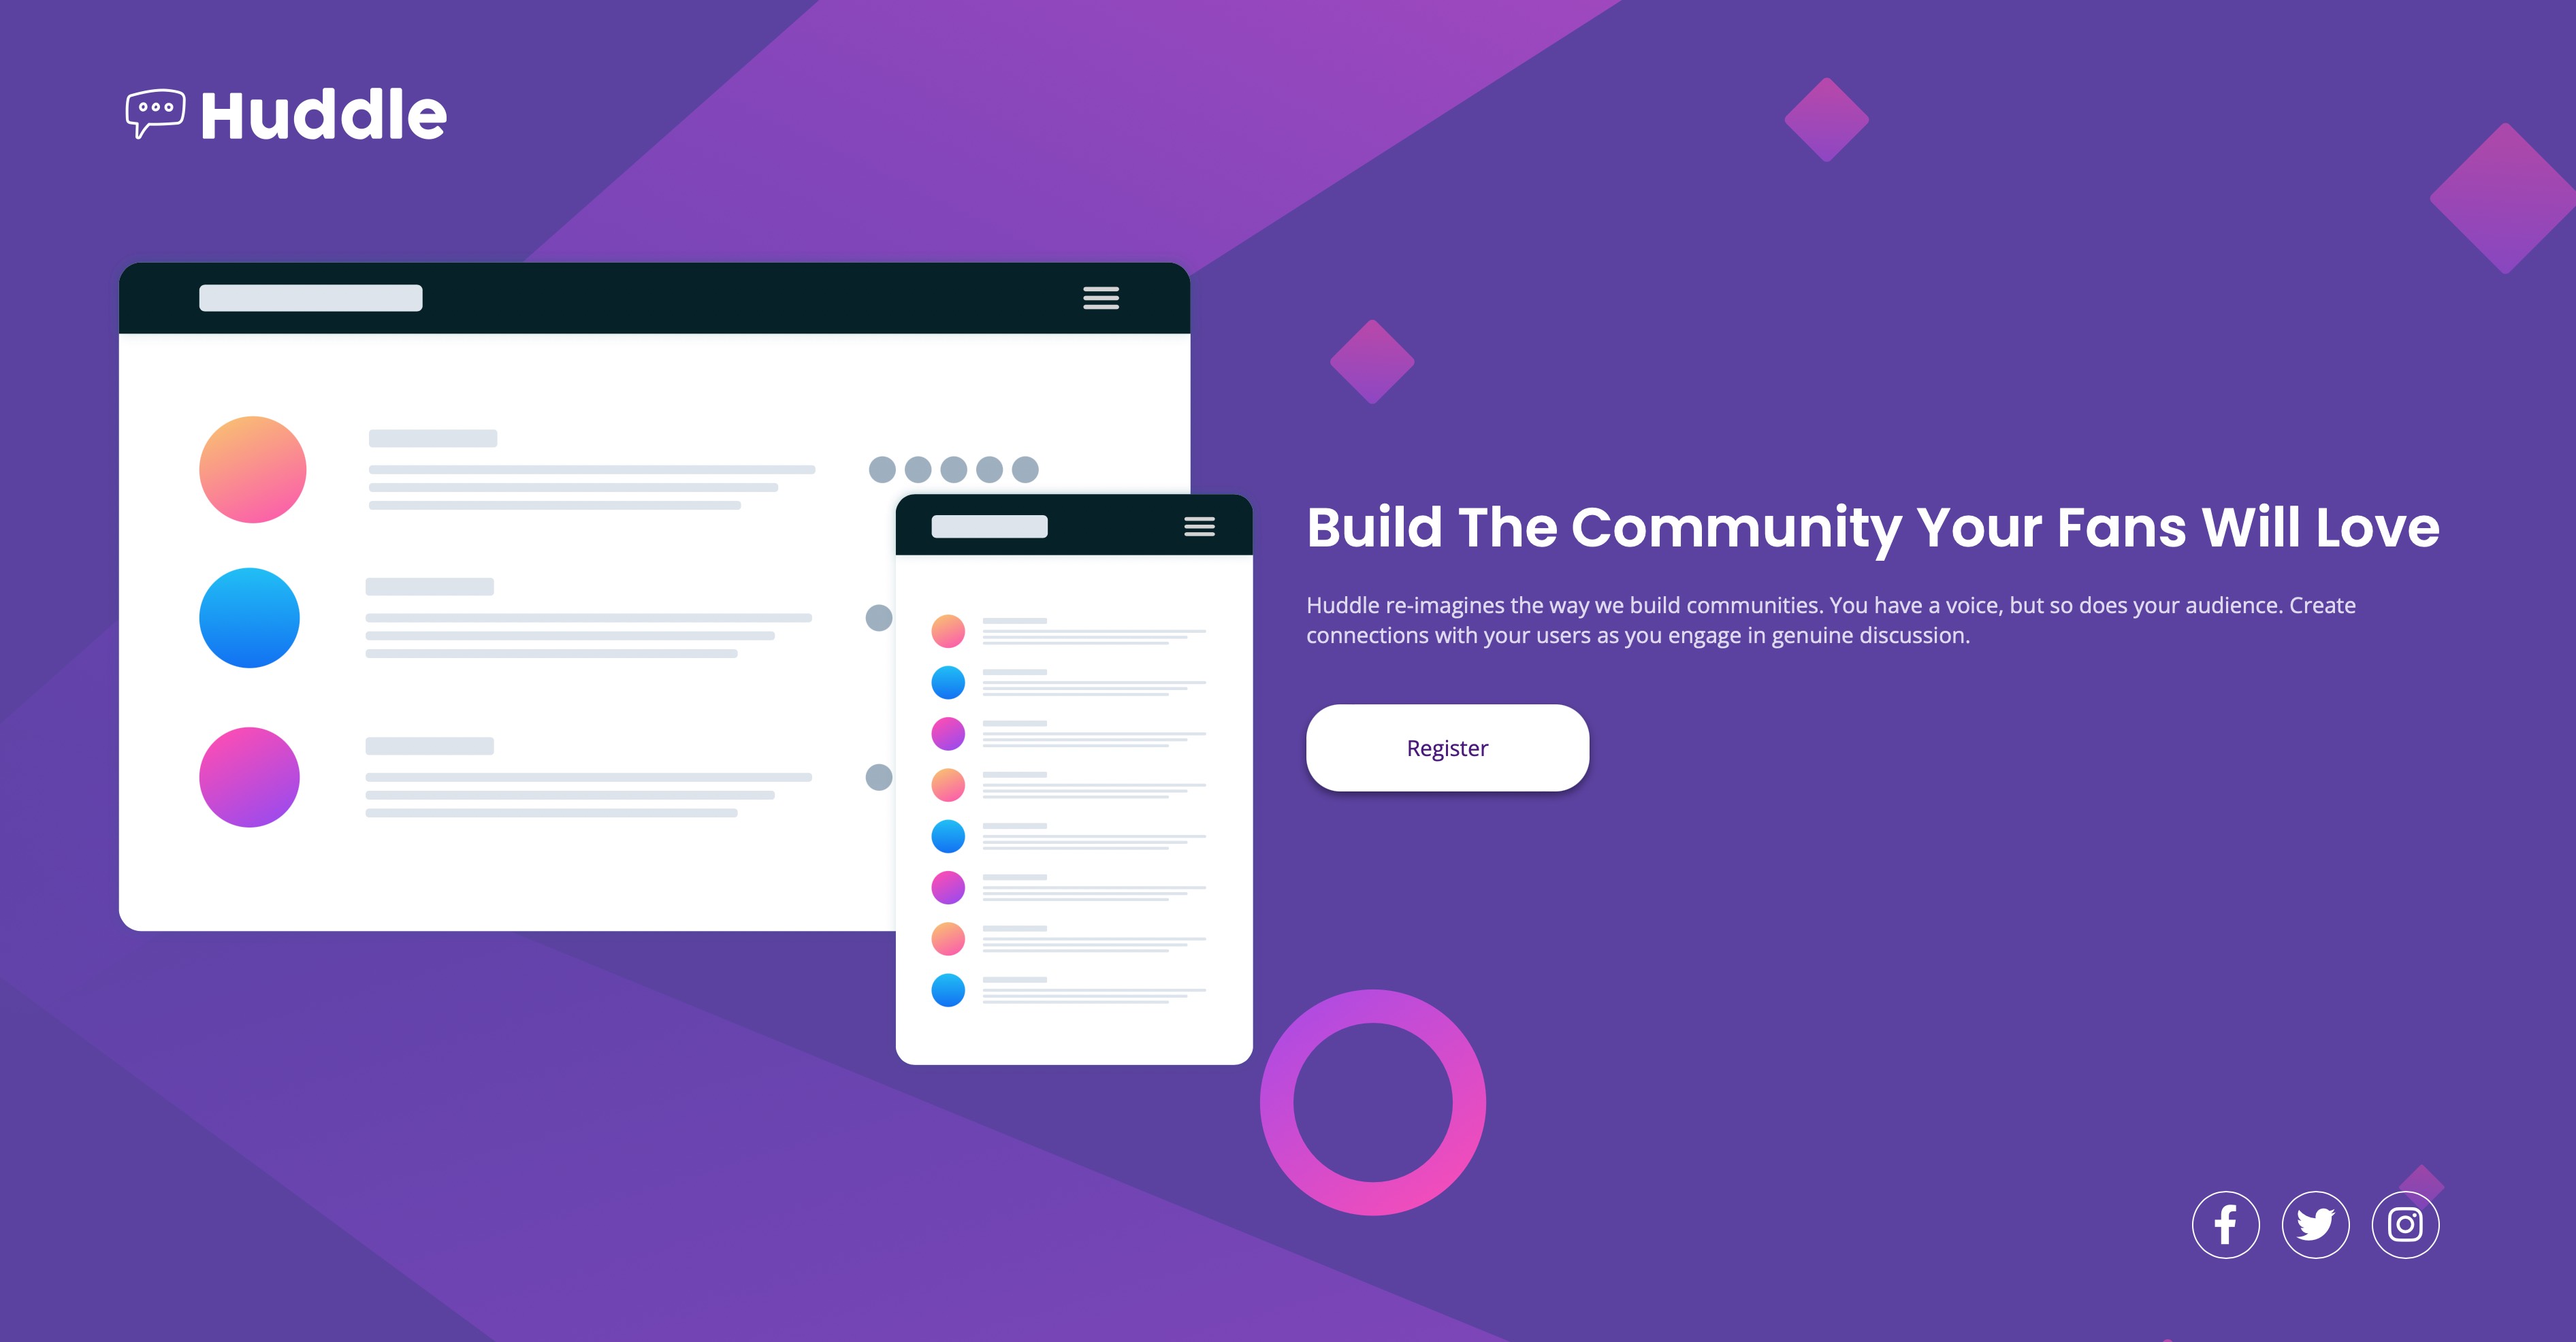 Huddle
Build The Community Your Fans Will Love
Huddle re-imagines the way we build communities. You have a voice, but so does your audience. Create
connections with your users as you engage in genuine discussion.
Register